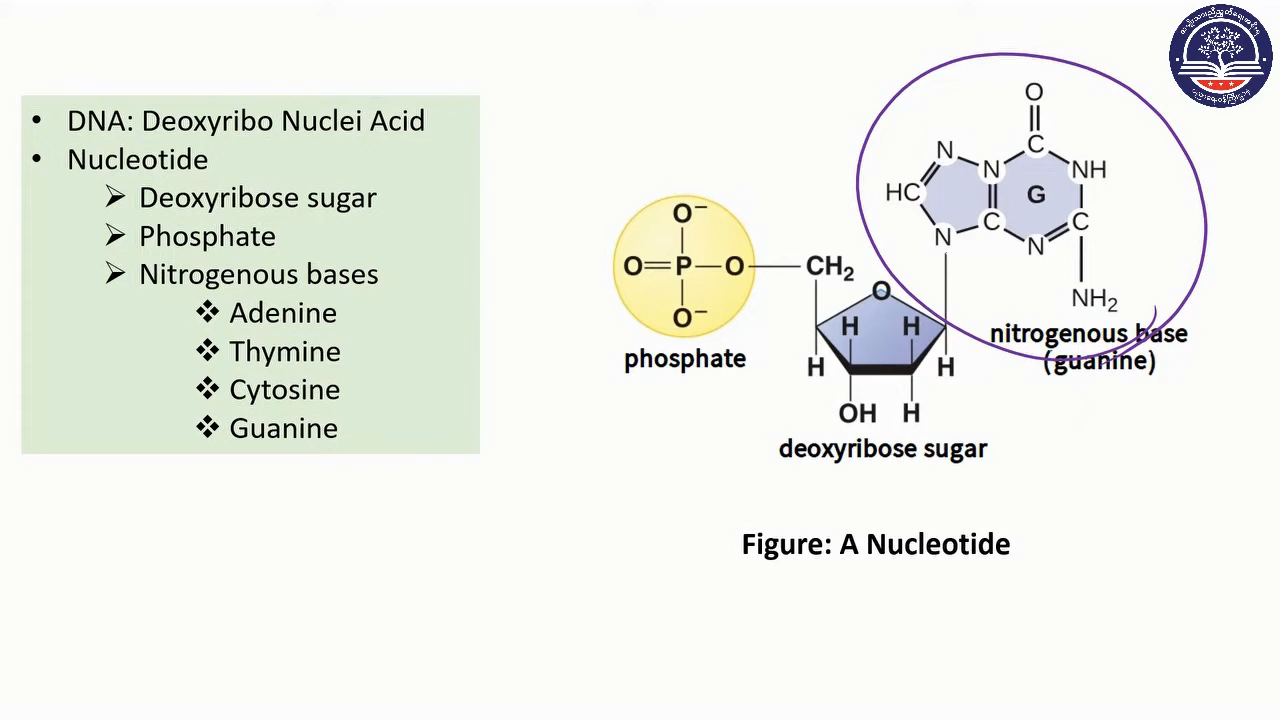 • DNA: Deoxyribo Nuclei Acid
• Nucleotide
➢ Deoxyribose sugar
➢ Phosphate
➢ Nitrogenous bases
❖ Adenine
❖ Thymine
❖ Cytosine
❖ Guanine
O
N
C
N
NH
HC
G
N
C
C
N
NH₂
nitrogenous base
(guanine)
O⁻
O=P—O
O⁻
phosphate
CH₂
O
H H
H H
OH H
deoxyribose sugar
Figure: A Nucleotide